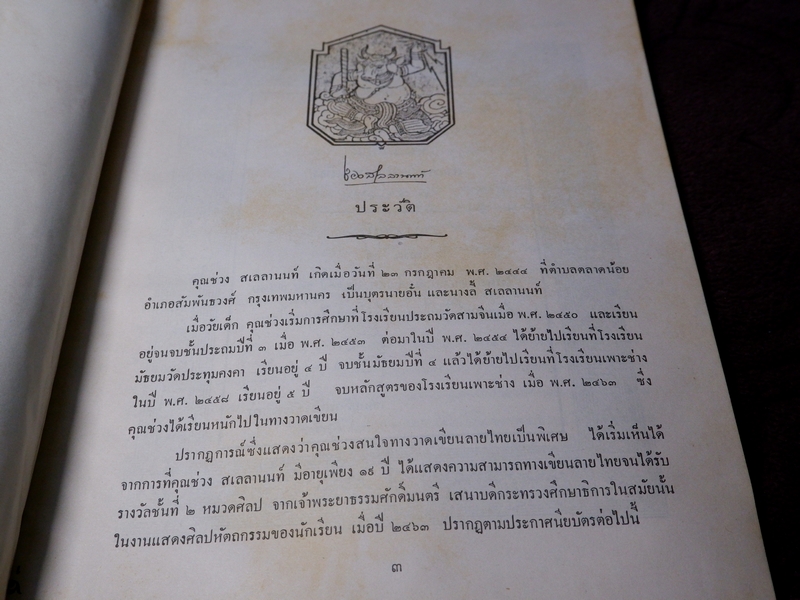 ช่วง สเลลานนท์
ประวัติ
คุณช่วง สเลลานนท์ เกิดเมื่อวันที่ ๒๓ กรกฎาคม พ.ศ. ๒๔๔๔ ที่ตำบลตลาดน้อย
อำเภอสัมพันธวงศ์ กรุงเทพมหานคร เป็นบุตรนายอั๋น และนางลี้ สเลลานนท์
เมื่อวัยเด็ก คุณช่วงเริ่มการศึกษาที่โรงเรียนประถมวัดสามจีนเมื่อ พ.ศ. ๒๔๕๐ และเรียน
อยู่จนจบชั้นประถมปีที่ ๓ เมื่อ พ.ศ. ๒๔๕๓ ต่อมาในปี พ.ศ. ๒๔๕๔ ได้ย้ายไปเรียนที่โรงเรียน
มัธยมวัดประทุมคงคา เรียนอยู่ ๔ ปี จบชั้นมัธยมปีที่ ๔ แล้วได้ย้ายไปเรียนที่โรงเรียนเพาะช่าง
ในปี พ.ศ. ๒๔๕๘ เรียนอยู่ ๕ ปี จบหลักสูตรของโรงเรียนเพาะช่าง เมื่อ พ.ศ. ๒๔๖๓ ซึ่ง
คุณช่วงได้เรียนหนักไปในทางวาดเขียน
ปรากฏการณ์ซึ่งแสดงว่าคุณช่วงสนใจทางวาดเขียนลายไทยเป็นพิเศษ ได้เริ่มเห็นได้
จากการที่คุณช่วง สเลลานนท์ มีอายุเพียง ๑๙ ปี ได้แสดงความสามารถทางเขียนลายไทยจนได้รับ
รางวัลชั้นที่ ๒ หมวดศิลป จากเจ้าพระยาธรรมศักดิ์มนตรี เสนาบดีกระทรวงศึกษาธิการในสมัยนั้น
ในงานแสดงศิลปหัตถกรรมของนักเรียน เมื่อปี ๒๔๖๓ ปรากฏตามประกาศนียบัตรต่อไปนี้
๓